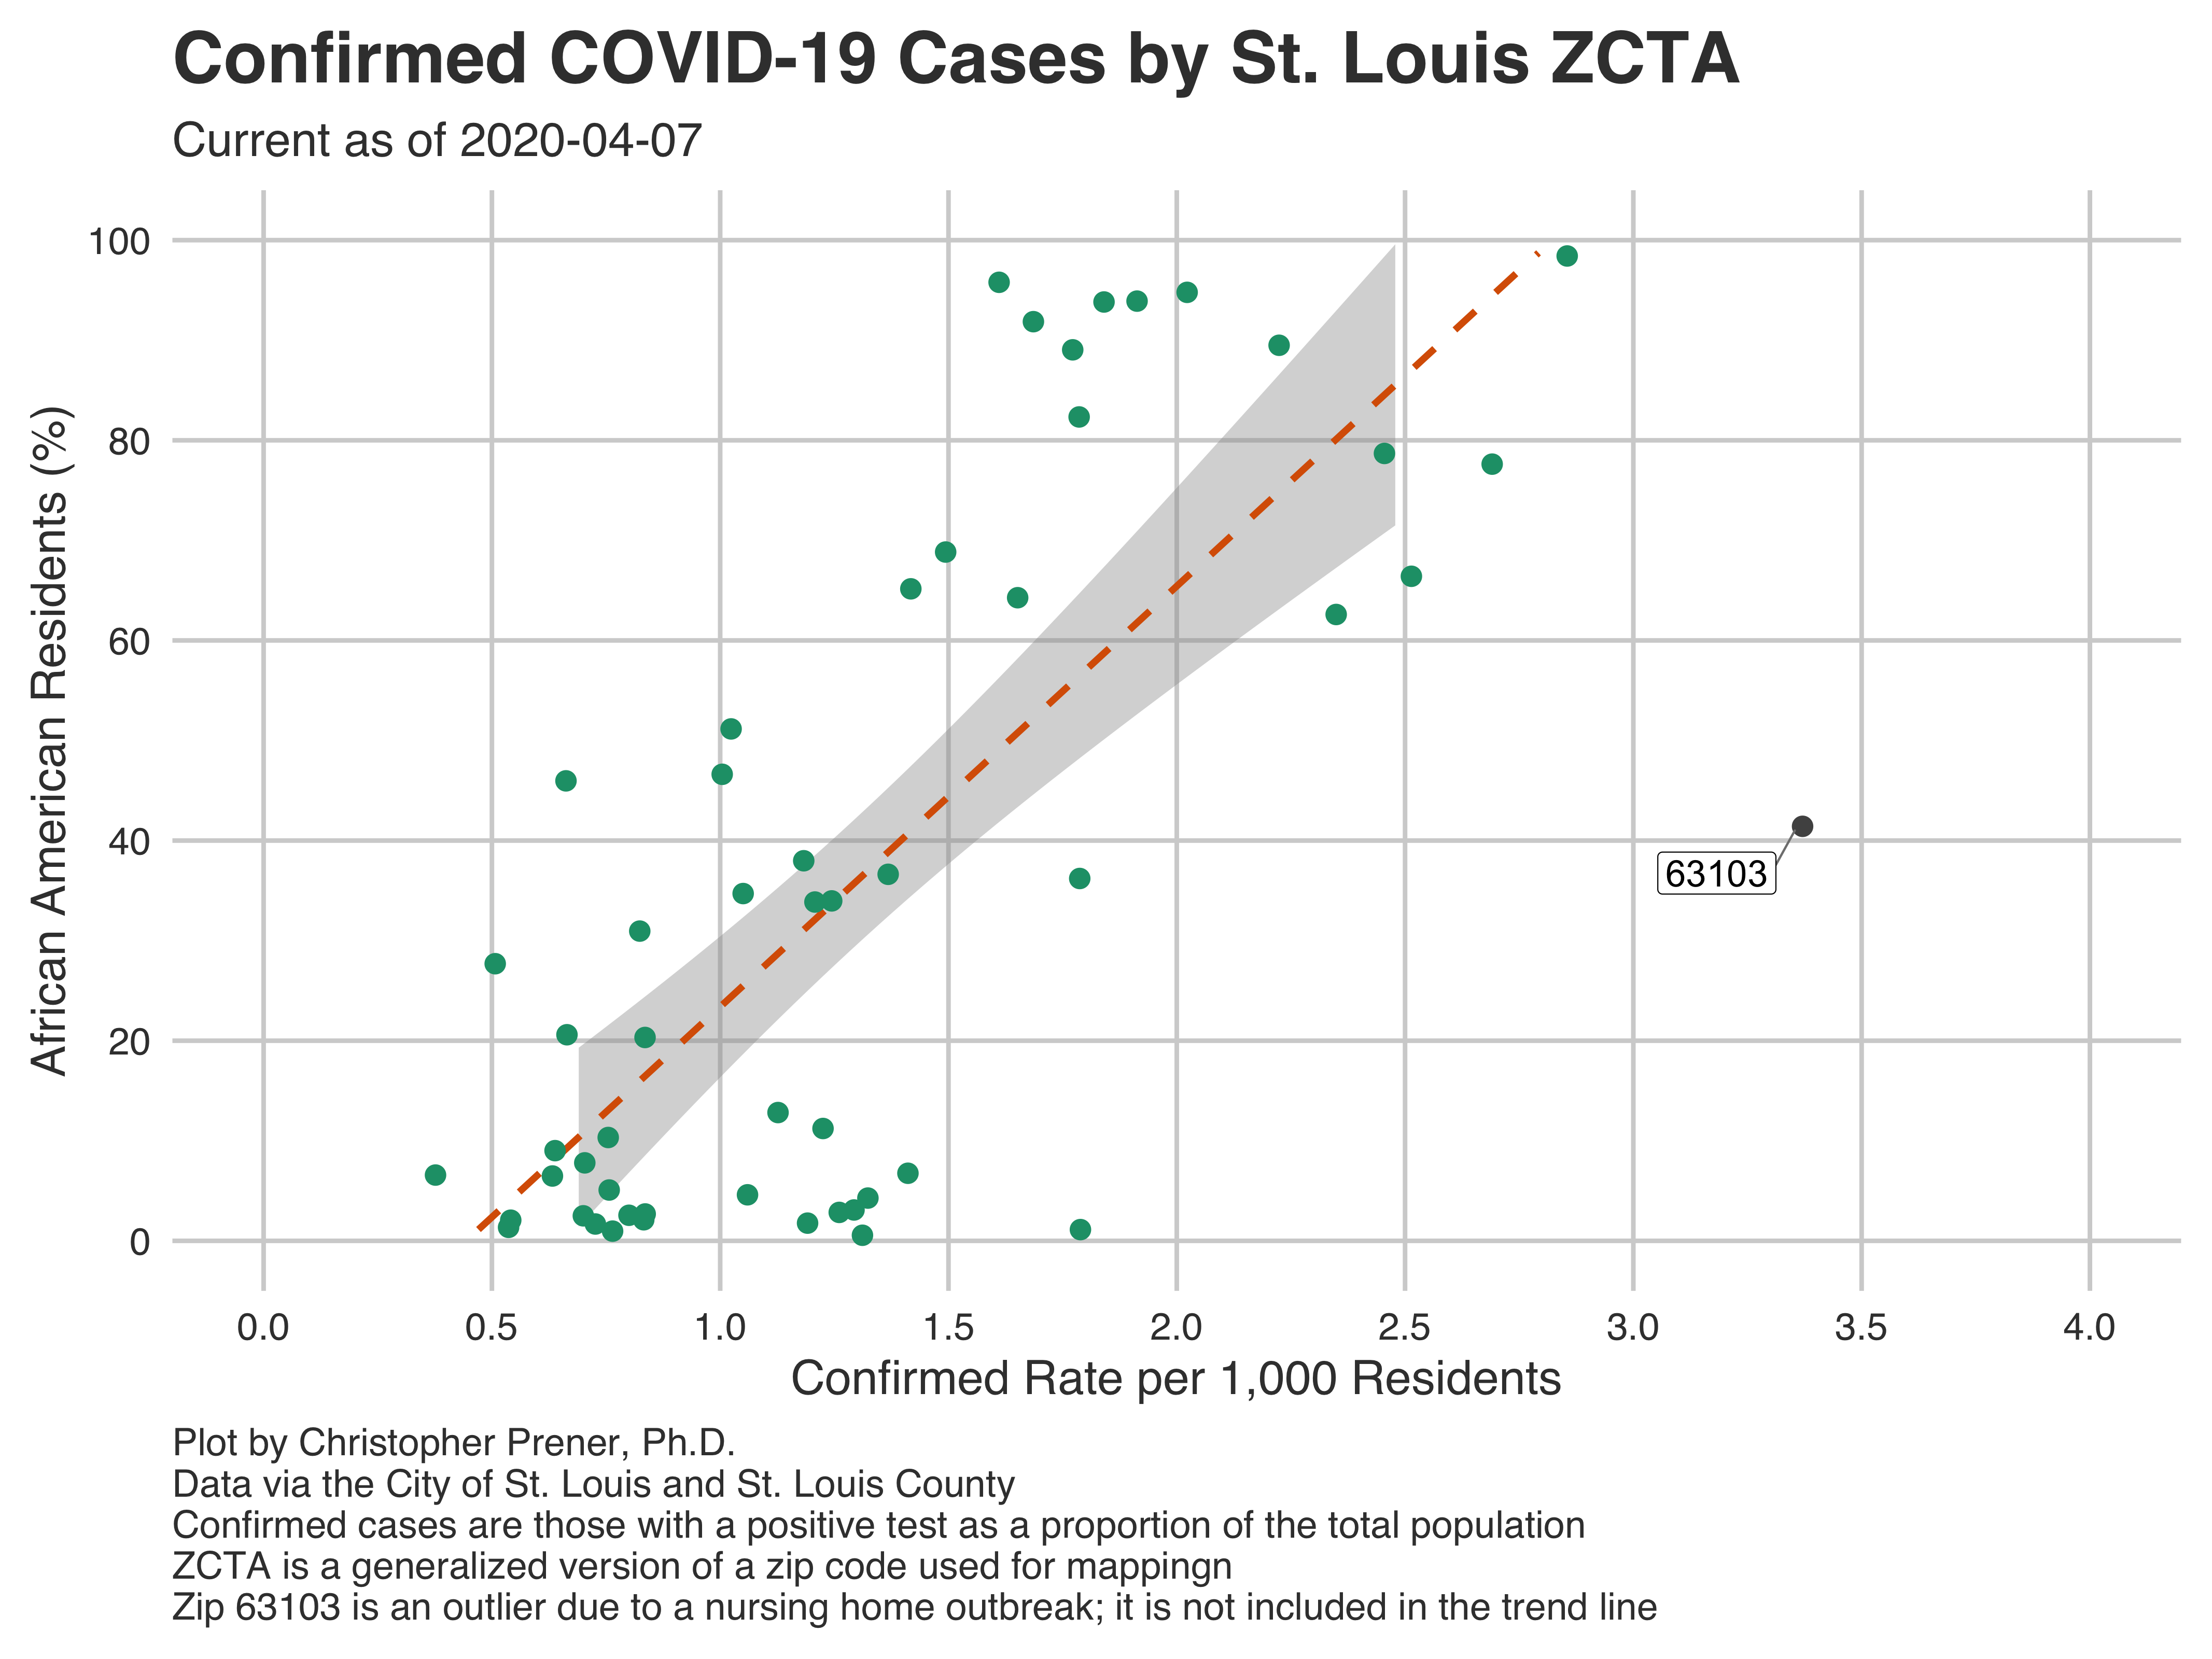 Confirmed COVID-19 Cases by St. Louis ZCTA
Current as of 2020-04-07
African American Residents (%)
100
80
60
40
20
0
63103
0.0 0.5 1.0 1.5 2.0 2.5 3.0 3.5 4.0
Confirmed Rate per 1,000 Residents
Plot by Christopher Prener, Ph.D.
Data via the City of St. Louis and St. Louis County
Confirmed cases are those with a positive test as a proportion of the total population
ZCTA is a generalized version of a zip code used for mappingn
Zip 63103 is an outlier due to a nursing home outbreak; it is not included in the trend line